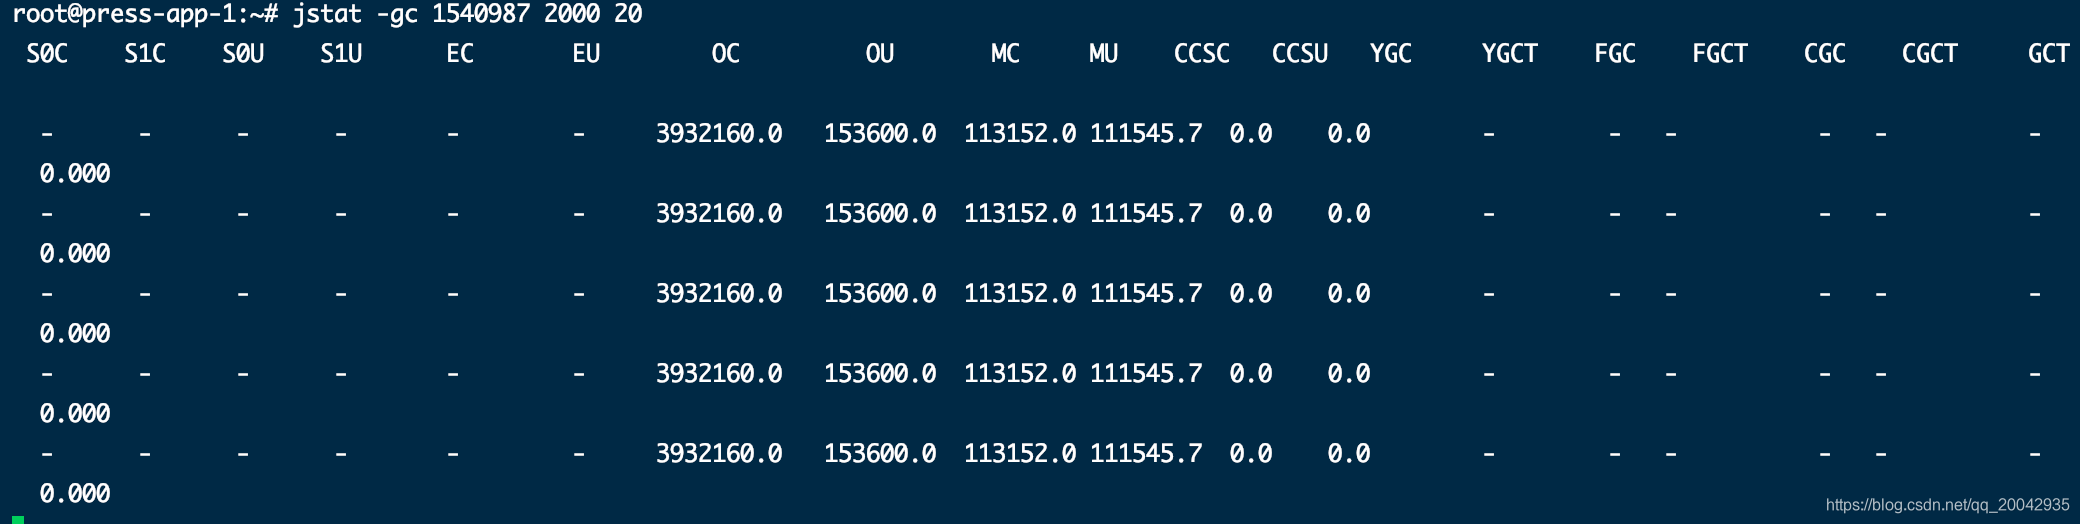 root@press-app-1:~# jstat -gc 1540987 2000 20
S0C S1C S0U S1U EC EU OC OU MC MU CCSC CCSU YGC YGCT FGC FGCT CGC CGCT GCT
- - - - - - 3932160.0 153600.0 113152.0 111545.7 0.0 0.0 - - - - - -
0.000
- - - - - - 3932160.0 153600.0 113152.0 111545.7 0.0 0.0 - - - - - -
0.000
- - - - - - 3932160.0 153600.0 113152.0 111545.7 0.0 0.0 - - - - - -
0.000
- - - - - - 3932160.0 153600.0 113152.0 111545.7 0.0 0.0 - - - - - -
0.000
- - - - - - 3932160.0 153600.0 113152.0 111545.7 0.0 0.0 - - - - - -
0.000
https://blog.csdn.net/qq_20042935